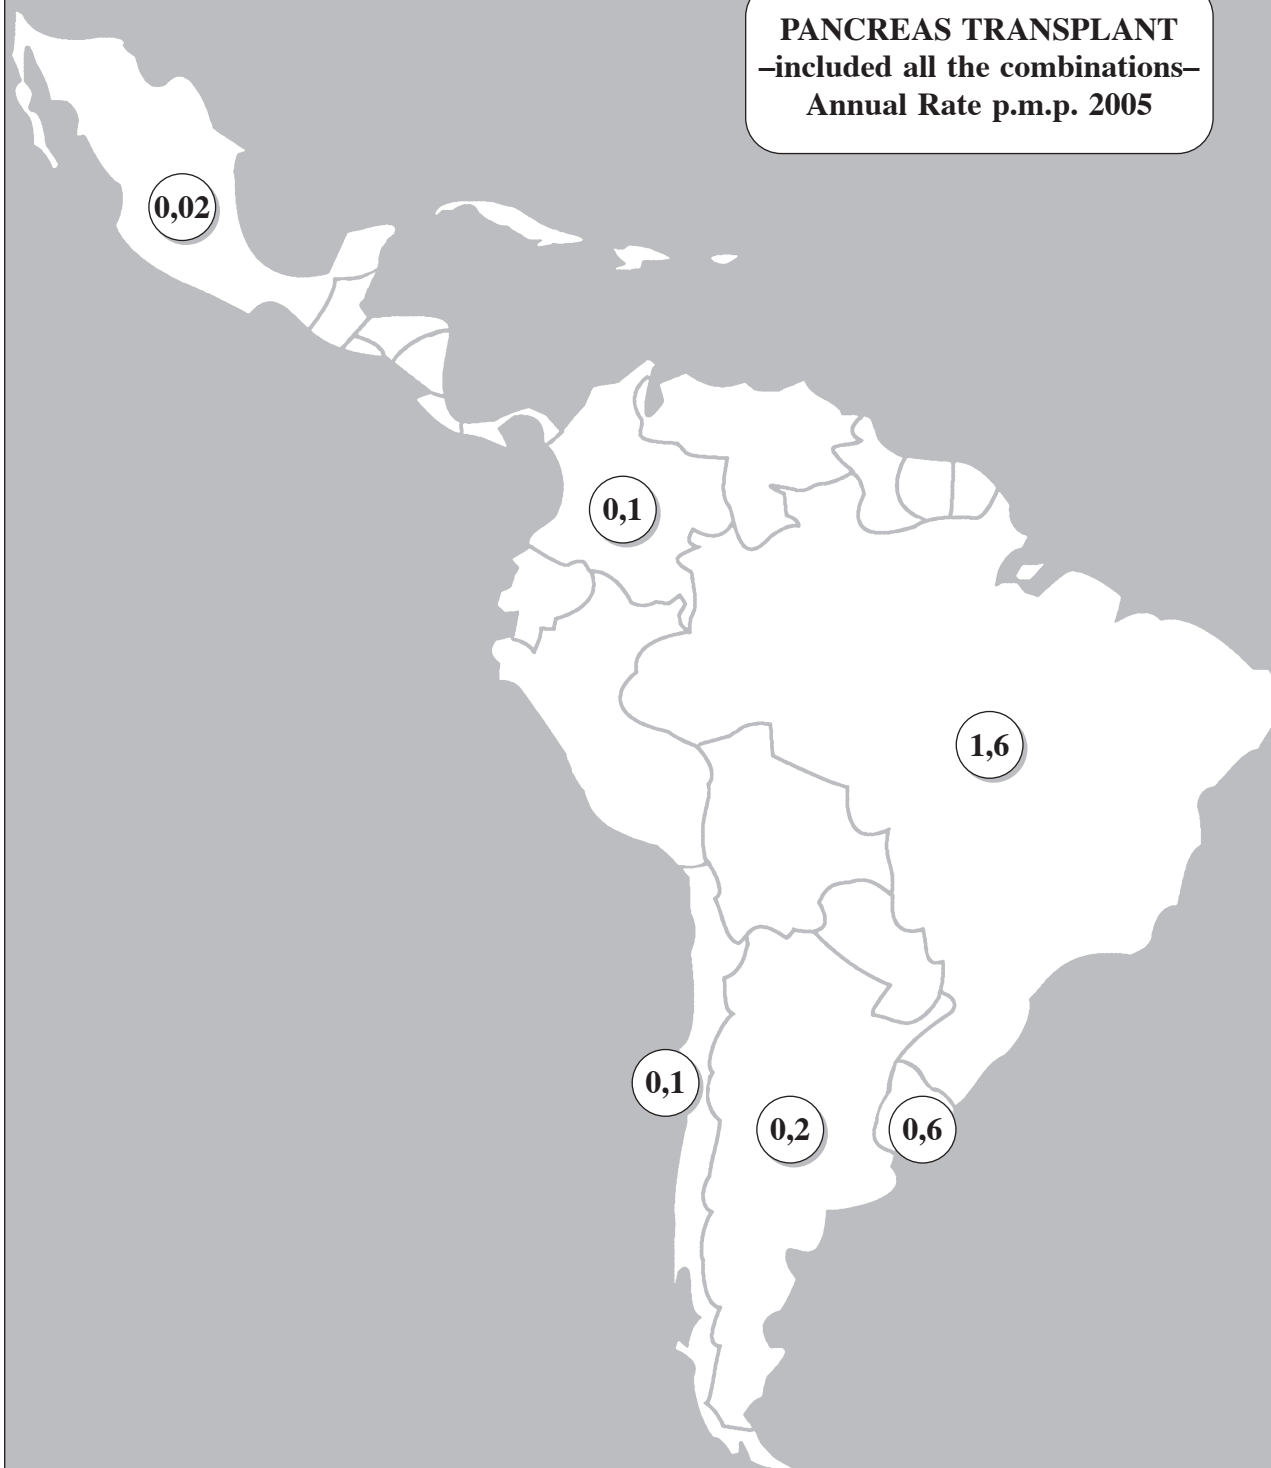 PANCREAS TRANSPLANT
–included all the combinations–
Annual Rate p.m.p. 2005
0,02
0,1
1,6
0,1
0,2
0,6